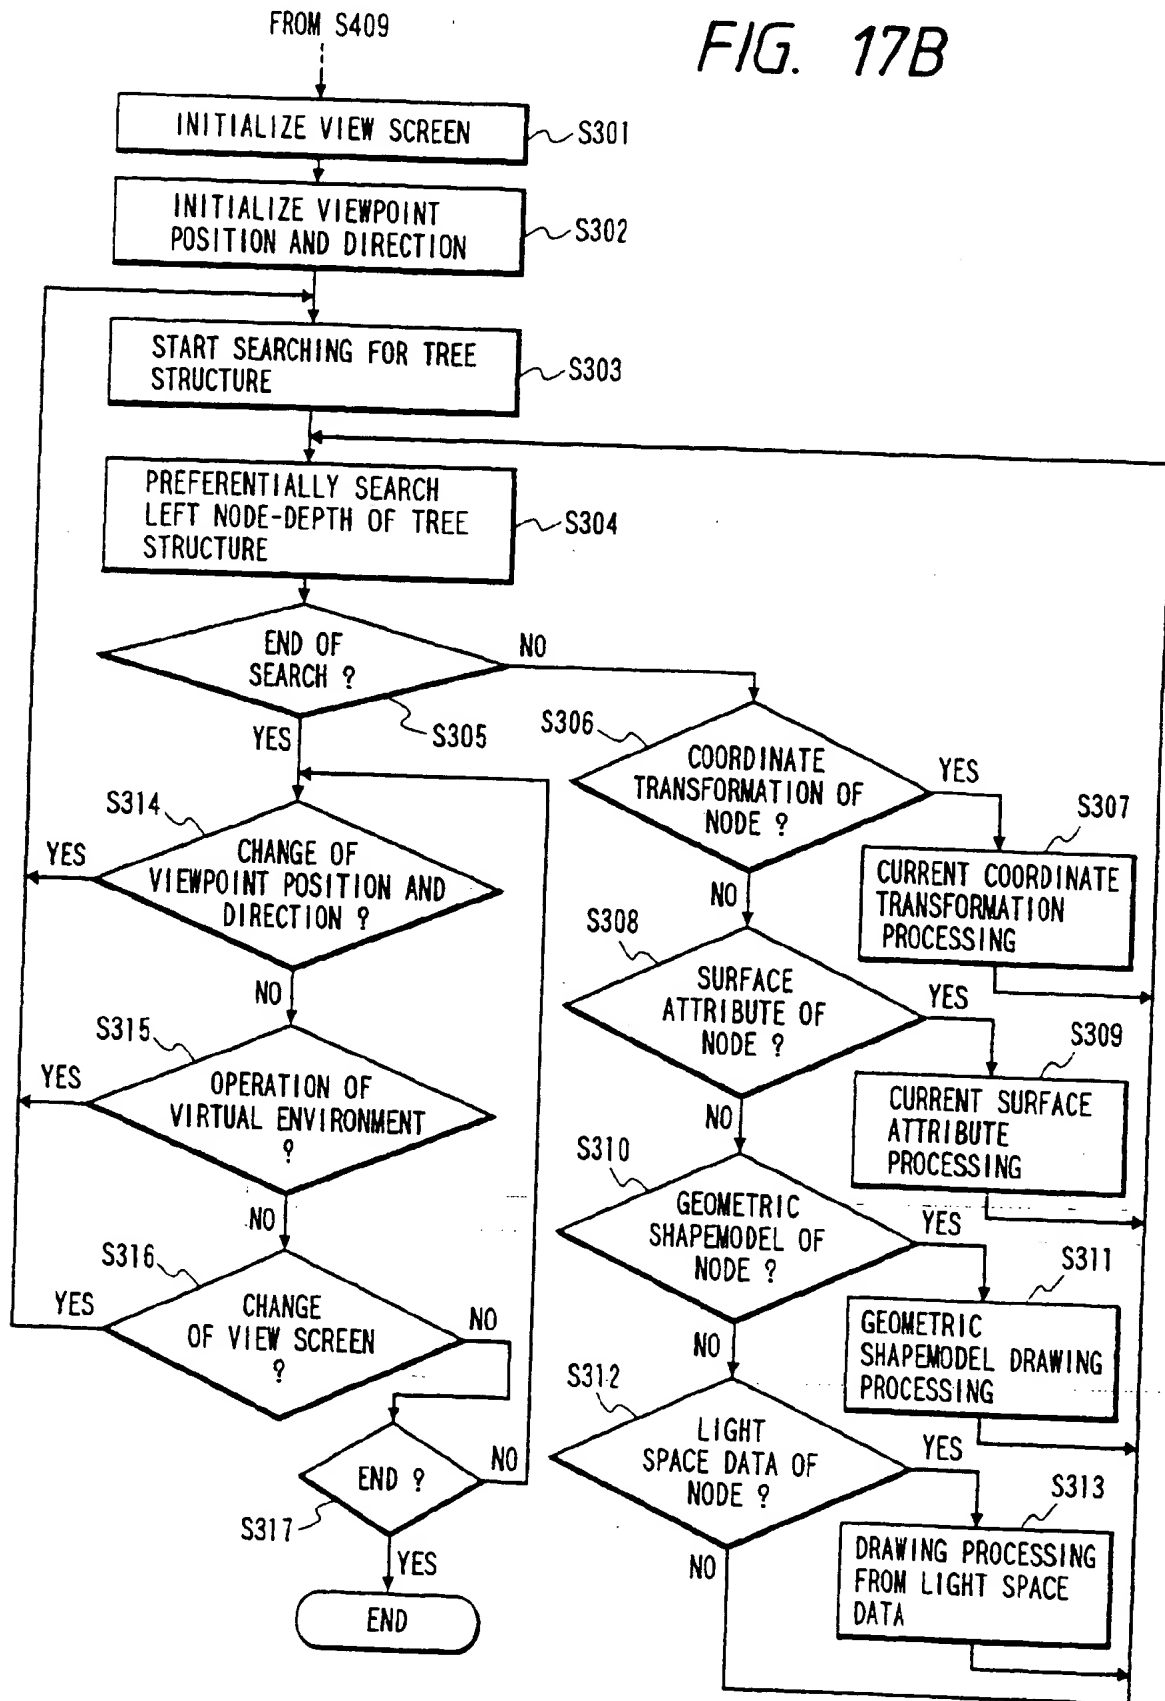 FROM S409
FIG. 17B
INITIALIZE VIEW SCREEN
S301
INITIALIZE VIEWPOINT
POSITION AND DIRECTION
S302
START SEARCHING FOR TREE
STRUCTURE
S303
PREFERENTIALLY SEARCH
LEFT NODE-DEPTH OF TREE
STRUCTURE
S304
END OF
SEARCH ?
NO
S305
YES
S306
COORDINATE
TRANSFORMATION OF
NODE ?
YES
NO
S307
CURRENT COORDINATE
TRANSFORMATION
PROCESSING
S314
CHANGE OF
VIEWPOINT POSITION AND
DIRECTION ?
YES
NO
S308
SURFACE
ATTRIBUTE OF
NODE ?
YES
NO
S309
CURRENT SURFACE
ATTRIBUTE
PROCESSING
S315
OPERATION OF
VIRTUAL ENVIRONMENT
?
YES
NO
S310
GEOMETRIC
SHAPEMODEL OF
NODE ?
YES
NO
S311
GEOMETRIC
SHAPEMODEL DRAWING
PROCESSING
S316
CHANGE
OF VIEW SCREEN
?
YES
NO
S312
LIGHT
SPACE DATA OF
NODE ?
YES
NO
S313
DRAWING PROCESSING
FROM LIGHT SPACE
DATA
END ?
NO
S317
YES
END